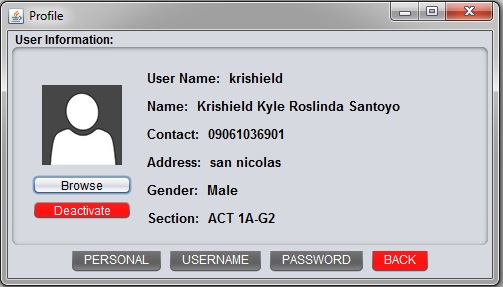 Profile
User Information:
User Name: krishield
Name: Krishield Kyle Roslinda Santoyo
Contact: 09061036901
Address: san nicolas
Gender: Male
Section: ACT 1A-G2
Browse
Deactivate
PERSONAL USERNAME PASSWORD BACK